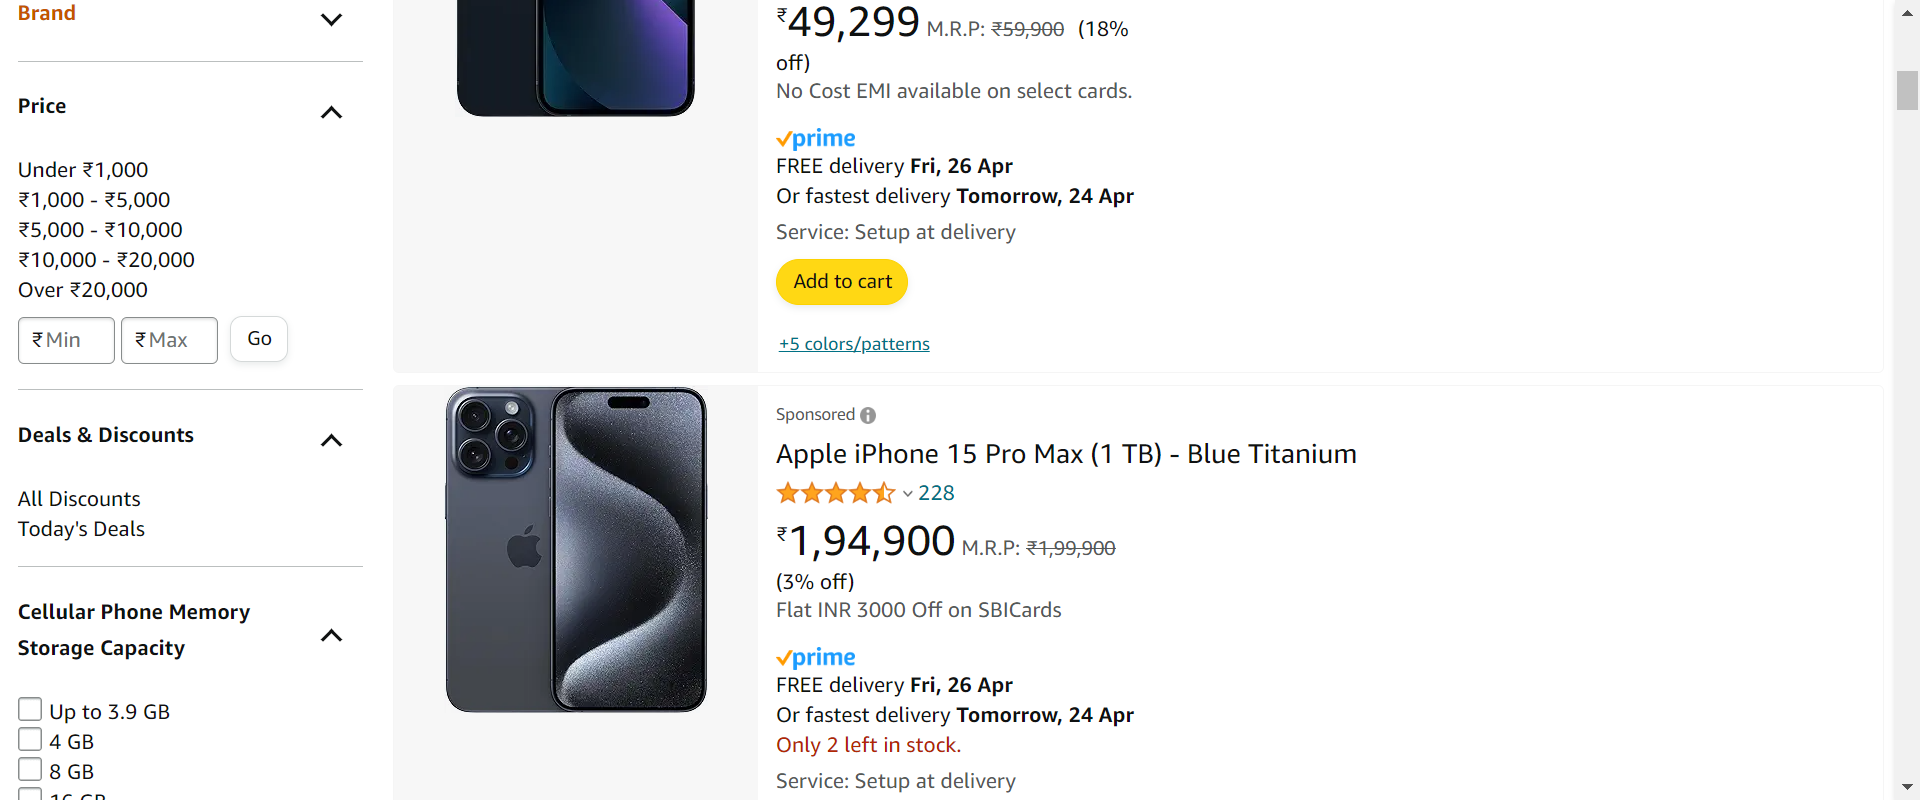 Brand
Price
Under ₹1,000
₹1,000 - ₹5,000
₹5,000 - ₹10,000
₹10,000 - ₹20,000
Over ₹20,000
₹ Min ₹ Max Go
Deals & Discounts
All Discounts
Today's Deals
Cellular Phone Memory
Storage Capacity
Up to 3.9 GB
4 GB
8 GB
16 GB
₹49,299 M.R.P: ₹59,900 (18%
off)
No Cost EMI available on select cards.
prime
FREE delivery Fri, 26 Apr
Or fastest delivery Tomorrow, 24 Apr
Service: Setup at delivery
Add to cart
+5 colors/patterns
Sponsored
Apple iPhone 15 Pro Max (1 TB) - Blue Titanium
228
₹1,94,900 M.R.P: ₹1,99,900
(3% off)
Flat INR 3000 Off on SBICards
prime
FREE delivery Fri, 26 Apr
Or fastest delivery Tomorrow, 24 Apr
Only 2 left in stock.
Service: Setup at delivery